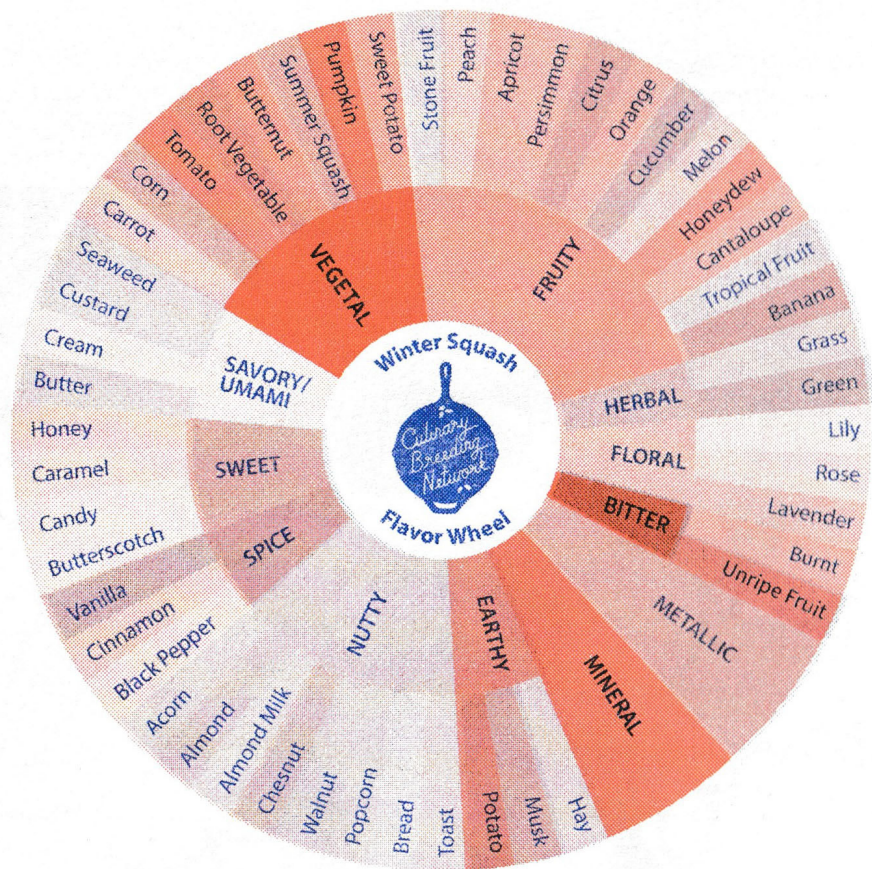 Winter Squash
Culinary
Breeding
Network
Flavor Wheel
VEGETAL
FRUITY
HERBAL
FLORAL
BITTER
METALLIC
MINERAL
EARTHY
NUTTY
SPICE
SWEET
SAVORY/
UMAMI
Corn
Tomato
Root Vegetable
Butternut
Summer Squash
Pumpkin
Sweet Potato
Stone Fruit
Peach
Apricot
Persimmon
Citrus
Orange
Cucumber
Melon
Honeydew
Cantaloupe
Tropical Fruit
Banana
Grass
Green
Lily
Rose
Lavender
Burnt
Unripe Fruit
Hay
Musk
Potato
Toast
Bread
Popcorn
Walnut
Chesnut
Almond Milk
Almond
Acorn
Black Pepper
Cinnamon
Vanilla
Butterscotch
Candy
Caramel
Honey
Butter
Cream
Custard
Seaweed
Carrot